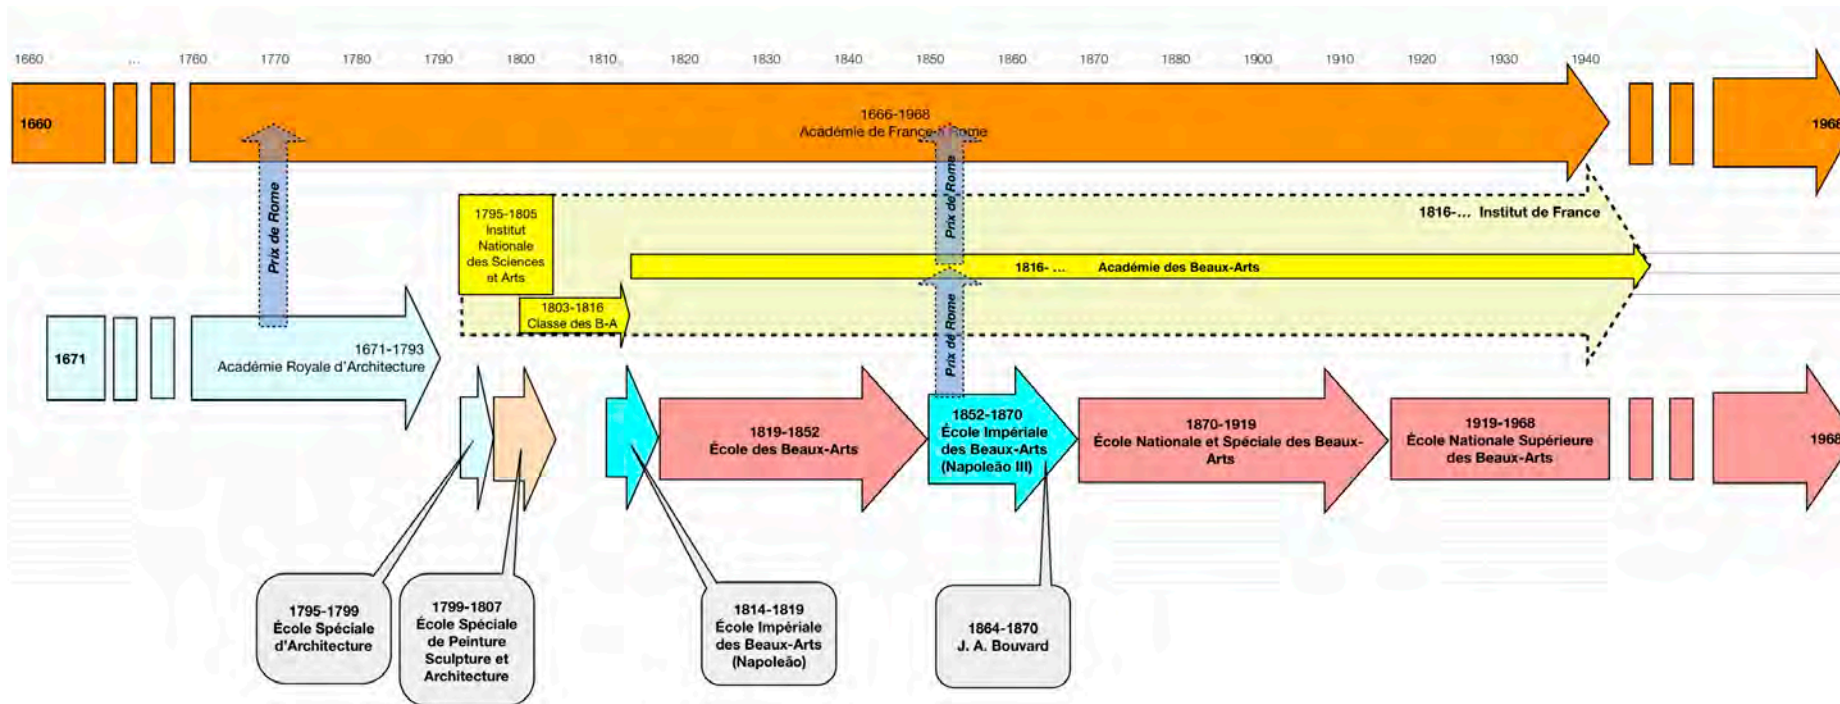 1660 ... 1760 1770 1780 1790 1800 1810 1820 1830 1840 1850 1860 1870 1880 1890 1900 1910 1920 1930 1940
1660
1666-1968
Académie de France à Rome
1968
Prix de Rome
Prix de Rome
1795-1805
Institut
Nationale
des Sciences
et Arts
1816-... Institut de France
1816- ... Académie des Beaux-Arts
1803-1816
Classe des B-A
Prix de Rome
1671
1671-1793
Académie Royale d'Architecture
1819-1852
École des Beaux-Arts
1852-1870
École Impériale
des Beaux-Arts
(Napoleão III)
1870-1919
École Nationale et Spéciale des Beaux-
Arts
1919-1968
École Nationale Supérieure
des Beaux-Arts
1968
1795-1799
École Spéciale
d'Architecture
1799-1807
École Spéciale
de Peinture
Sculpture et
Architecture
1814-1819
École Impériale
des Beaux-Arts
(Napoleão)
1864-1870
J. A. Bouvard